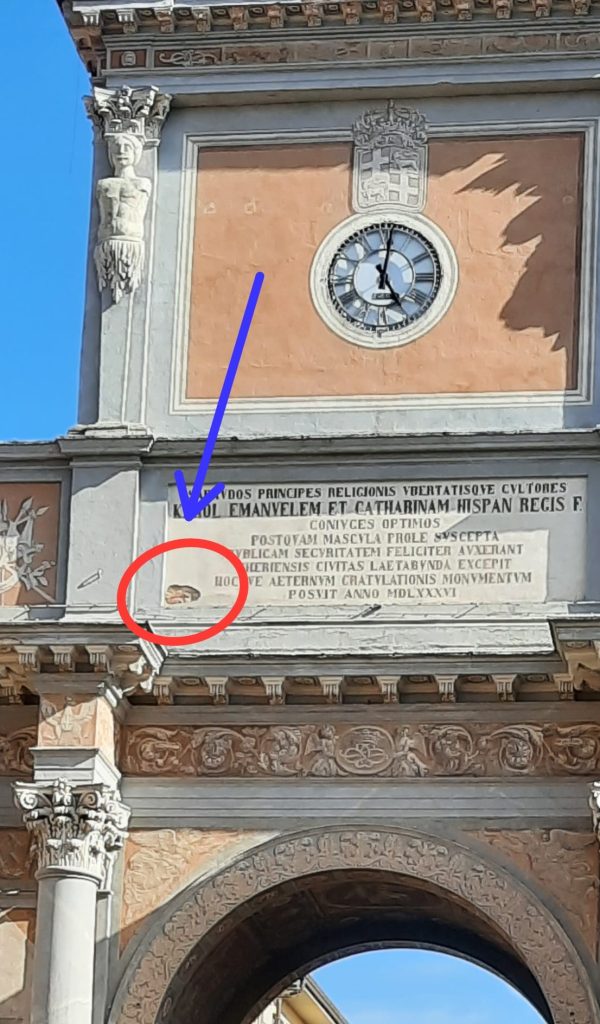 PRINCIPES RELIGIONIS VBERTATISQVE CVLTORES
EMANVELEM ET CATHARINAM HISPAN REGIS F.
CONIVGES OPTIMOS
POSTQVAM MASCVLA PROLE SVSCEPTA
SECVRITATEM FELICITER AVXERANT
CIVITAS LAETABVNDA EXCEPIT
AETERNVM GRATVLATIONIS MONVMENTVM
POSVIT ANNO MDLXXXVI